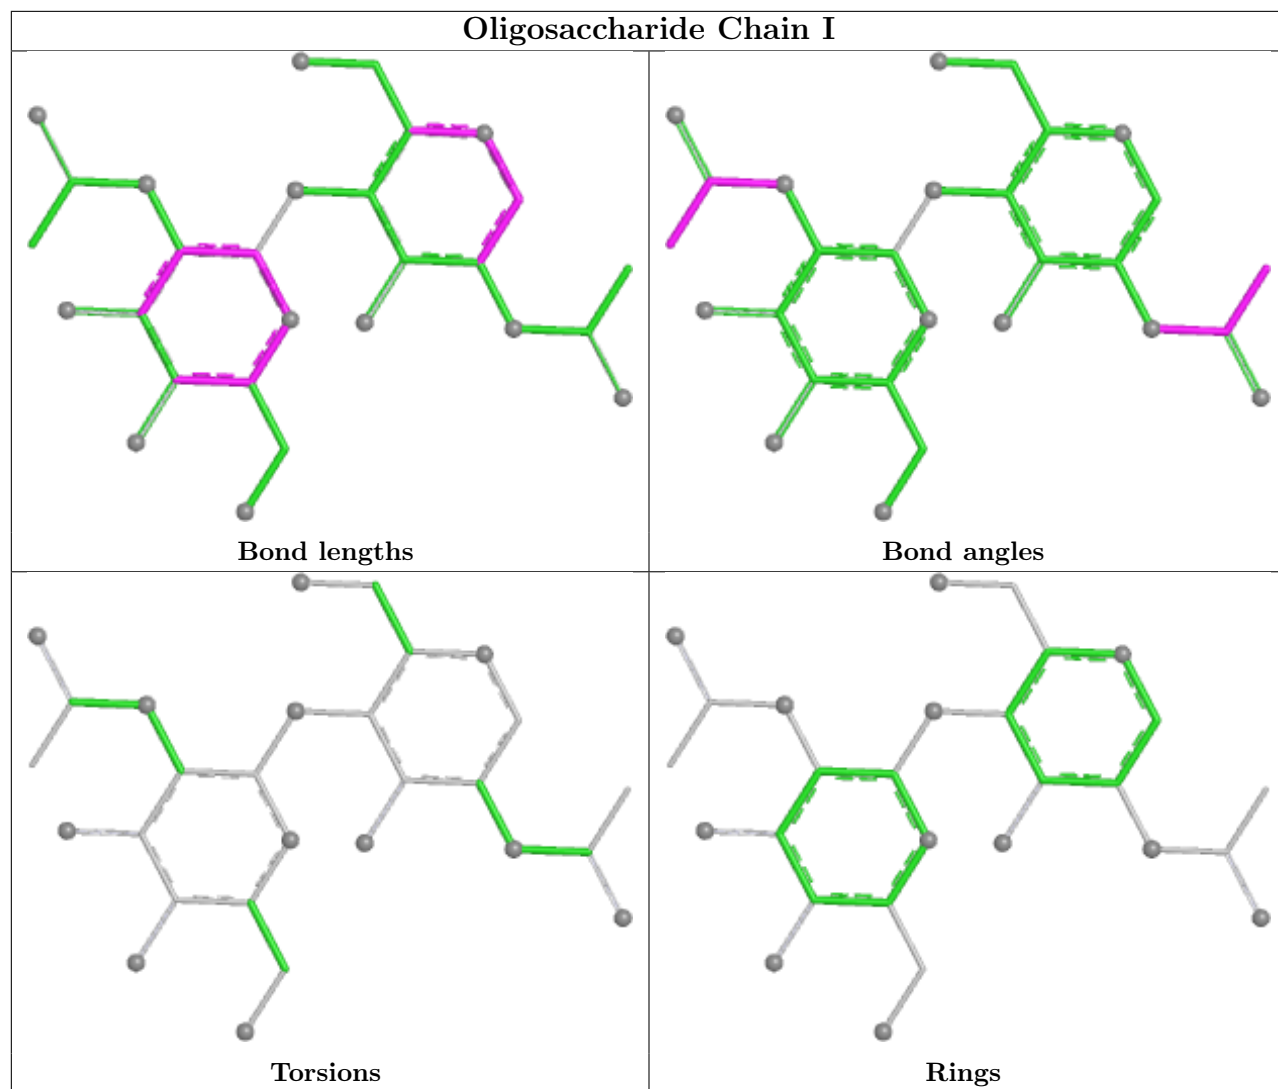 Oligosaccharide Chain I
Bond lengths
Bond angles
Torsions
Rings